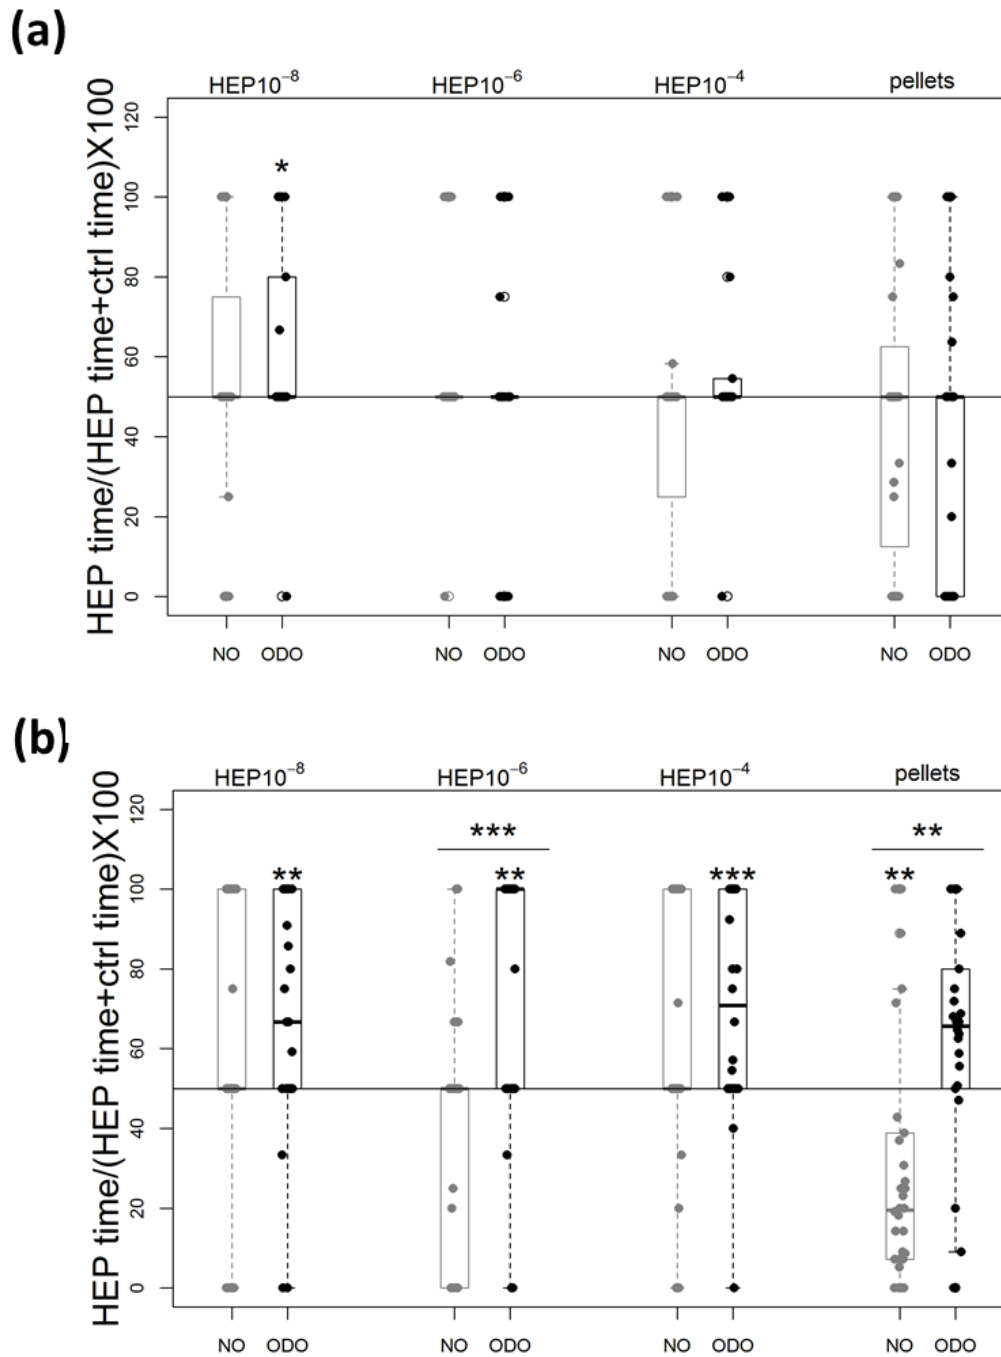 (a)
HEP10⁻⁸ HEP10⁻⁶ HEP10⁻⁴ pellets
HEP time/(HEP time+ctrl time)X100
120
100
80
60
40
20
0
*
NO ODO NO ODO NO ODO NO ODO
(b)
HEP10⁻⁸ HEP10⁻⁶ HEP10⁻⁴ pellets
HEP time/(HEP time+ctrl time)X100
120
100
80
60
40
20
0
*** **
** ** *** **
NO ODO NO ODO NO ODO NO ODO